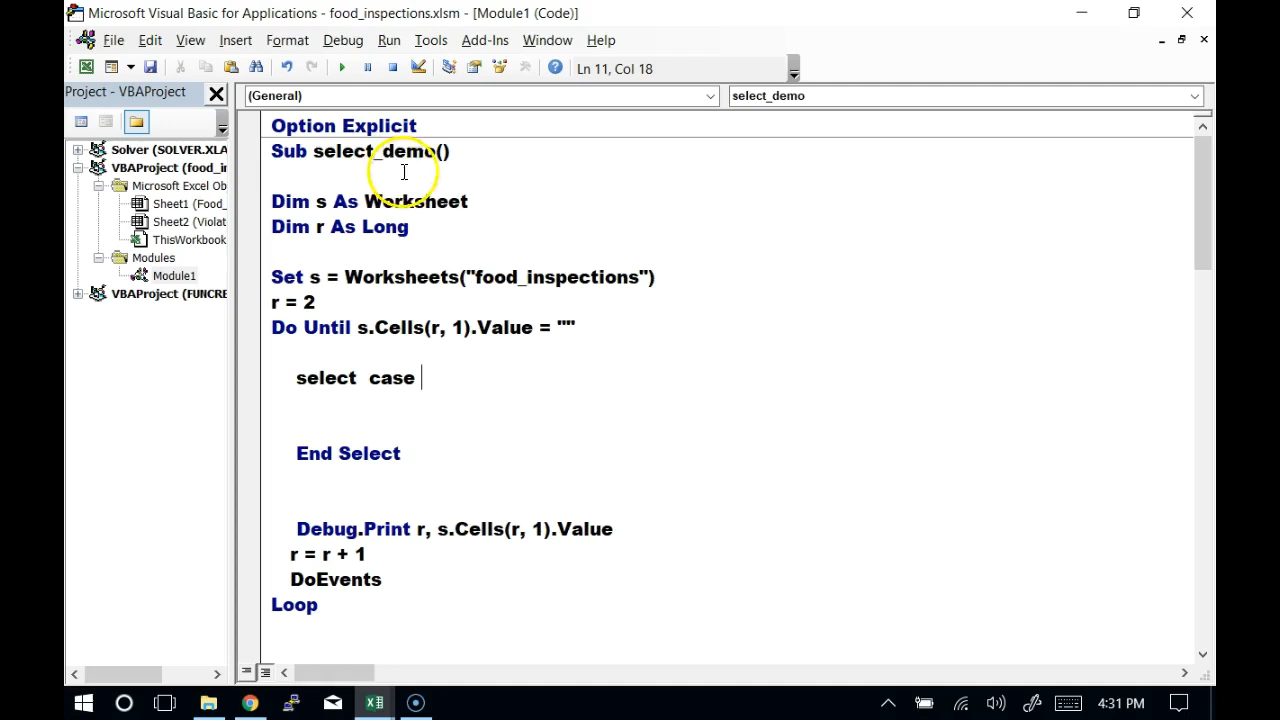 Microsoft Visual Basic for Applications - food_inspections.xlsm - [Module1 (Code)]
File Edit View Insert Format Debug Run Tools Add-Ins Window Help
Ln 11, Col 18
Project - VBAProject
(General)
select_demo
Solver (SOLVER.XLA
VBAProject (food_ir
Microsoft Excel Obj
Sheet1 (Food_
Sheet2 (Violat
ThisWorkbook
Modules
Module1
VBAProject (FUNCRE
Option Explicit
Sub select_demo()
Dim s As Worksheet
Dim r As Long
Set s = Worksheets("food_inspections")
r = 2
Do Until s.Cells(r, 1).Value = ""
select  case
End Select
Debug.Print r, s.Cells(r, 1).Value
r = r + 1
DoEvents
Loop
4:31 PM